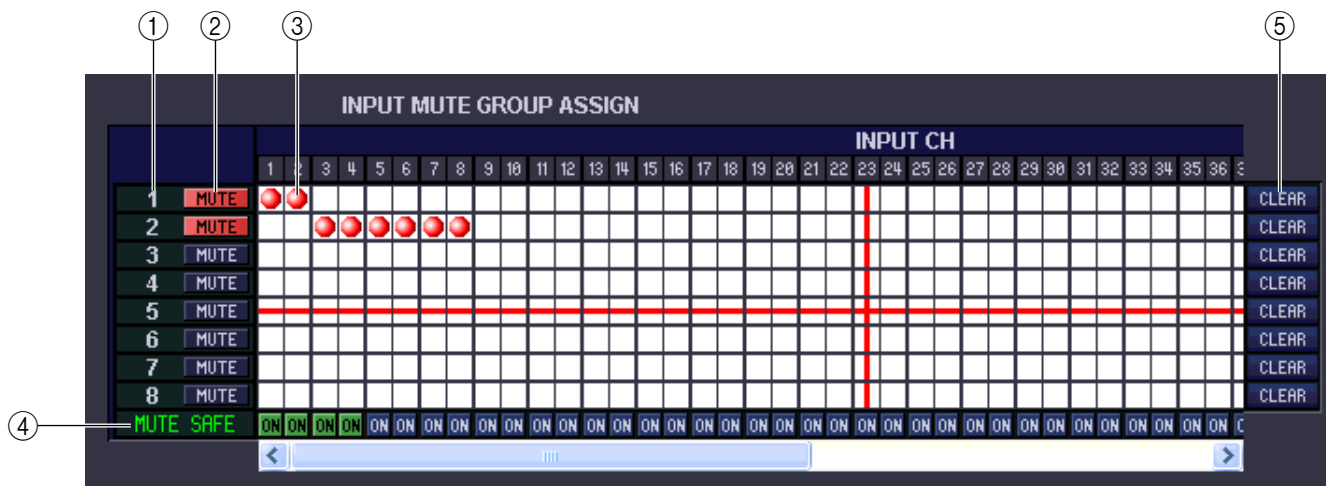 ① ② ③ ⑤
INPUT MUTE GROUP ASSIGN
INPUT CH
1 2 3 4 5 6 7 8 9 10 11 12 13 14 15 16 17 18 19 20 21 22 23 24 25 26 27 28 29 30 31 32 33 34 35 36
1 MUTE CLEAR
2 MUTE CLEAR
3 MUTE CLEAR
4 MUTE CLEAR
5 MUTE CLEAR
6 MUTE CLEAR
7 MUTE CLEAR
8 MUTE CLEAR
④ MUTE SAFE ON ON ON ON ON ON ON ON ON ON ON ON ON ON ON ON ON ON ON ON ON ON ON ON ON ON ON ON ON ON ON ON ON ON ON ON